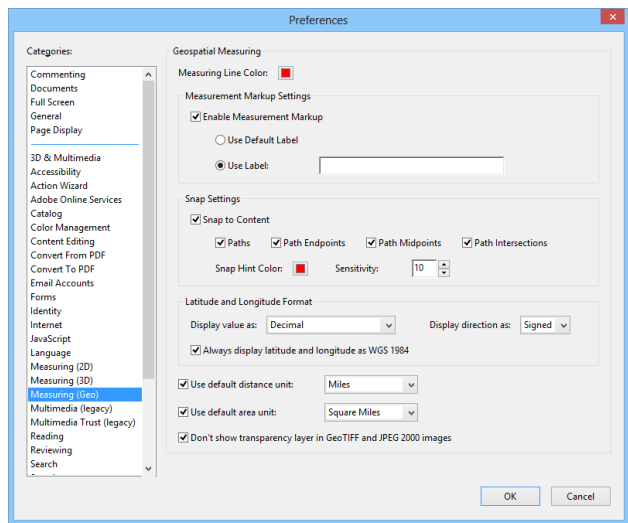 Preferences
Categories:
Commenting
Documents
Full Screen
General
Page Display
3D & Multimedia
Accessibility
Action Wizard
Adobe Online Services
Catalog
Color Management
Content Editing
Convert From PDF
Convert To PDF
Email Accounts
Forms
Identity
Internet
JavaScript
Language
Measuring (2D)
Measuring (3D)
Measuring (Geo)
Multimedia (legacy)
Multimedia Trust (legacy)
Reading
Reviewing
Search
Geospatial Measuring
Measuring Line Color:
Measurement Markup Settings
Enable Measurement Markup
Use Default Label
Use Label:
Snap Settings
Snap to Content
Paths Path Endpoints Path Midpoints Path Intersections
Snap Hint Color: Sensitivity: 10
Latitude and Longitude Format
Display value as: Decimal Display direction as: Signed
Always display latitude and longitude as WGS 1984
Use default distance unit: Miles
Use default area unit: Square Miles
Don't show transparency layer in GeoTIFF and JPEG 2000 images
OK Cancel